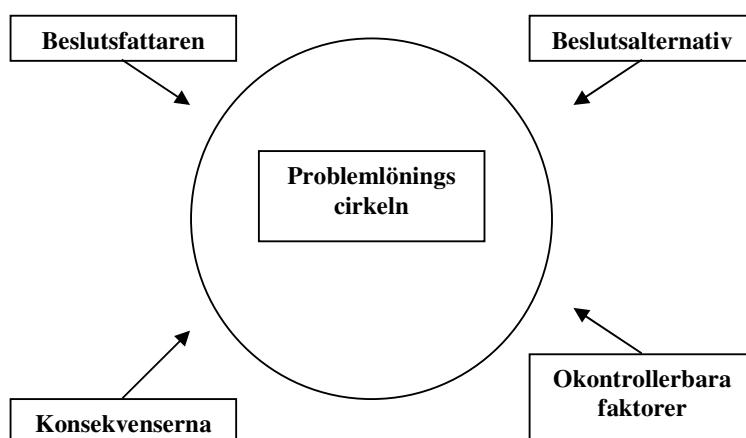 Beslutsfattaren
Beslutsalternativ
Problemlönings
cirkeln
Konsekvenserna
Okontrollerbara
faktorer